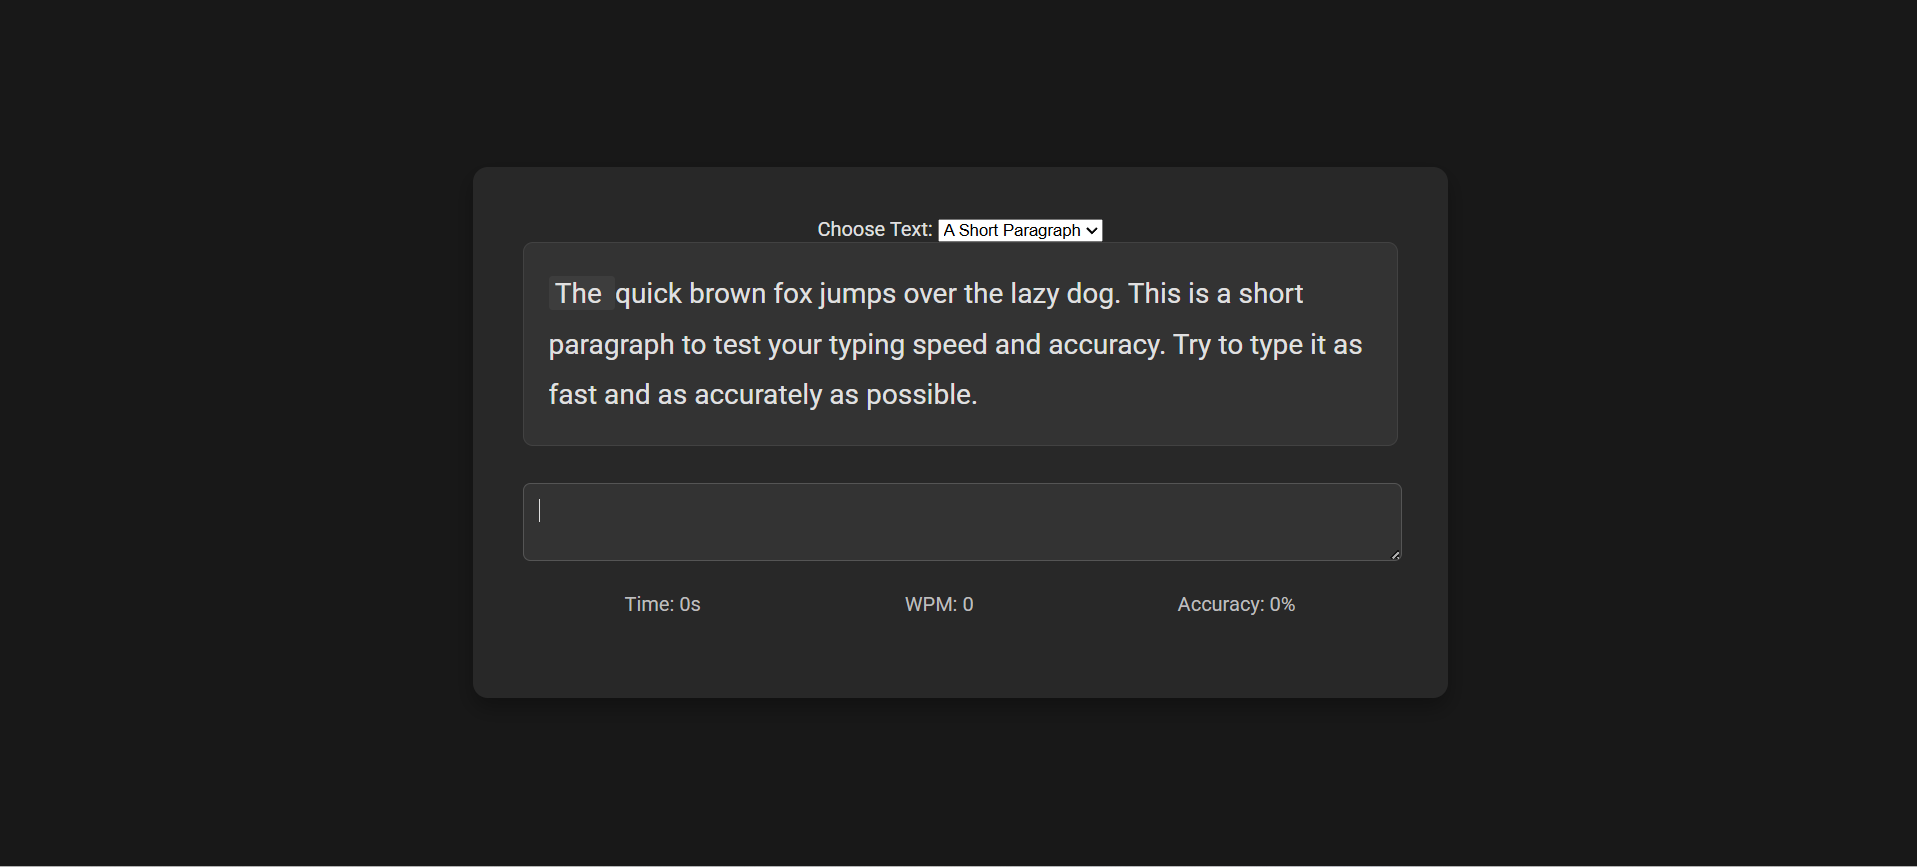 Choose Text: A Short Paragraph
The quick brown fox jumps over the lazy dog. This is a short
paragraph to test your typing speed and accuracy. Try to type it as
fast and as accurately as possible.
Time: 0s WPM: 0 Accuracy: 0%